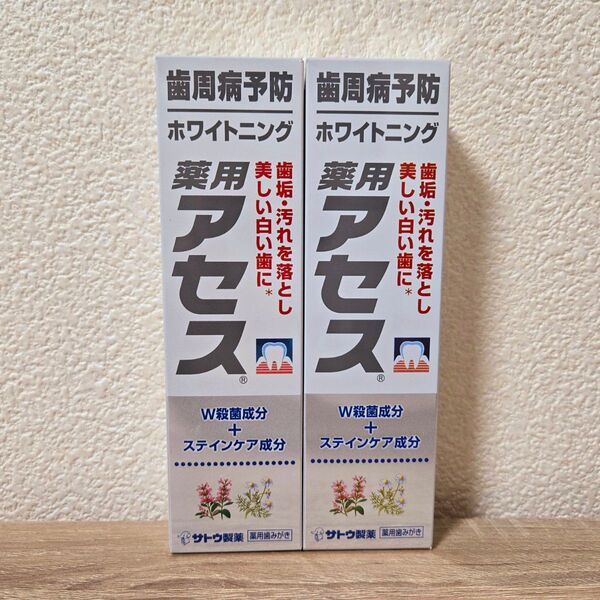 歯周病予防
ホワイトニング
歯垢・汚れを落とし
美しい白い歯に*
薬用
アセス®
W殺菌成分
+
ステインケア成分
サトウ製薬
薬用歯みがき
歯周病予防
ホワイトニング
歯垢・汚れを落とし
美しい白い歯に*
薬用
アセス®
W殺菌成分
+
ステインケア成分
サトウ製薬
薬用歯みがき